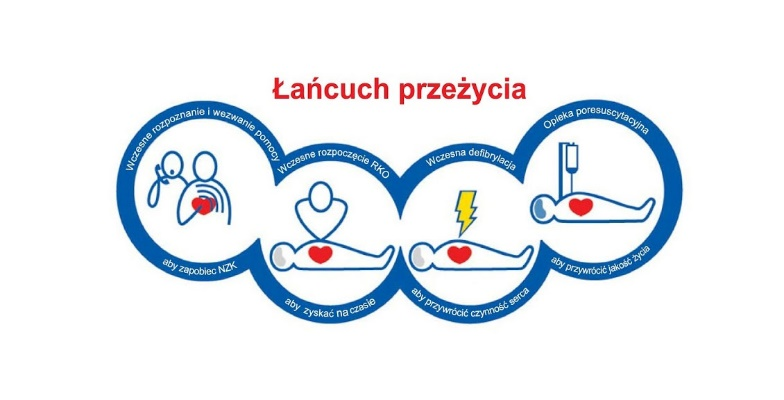 Łańcuch przeżycia
Wczesne rozpoznanie i wezwanie pomocy
aby zapobiec NZK
Wczesne rozpoczęcie RKO
aby zyskać na czasie
Wczesna defibrylacja
aby przywrócić czynność serca
Opieka poresuscytacyjna
aby przywrócić jakość życia